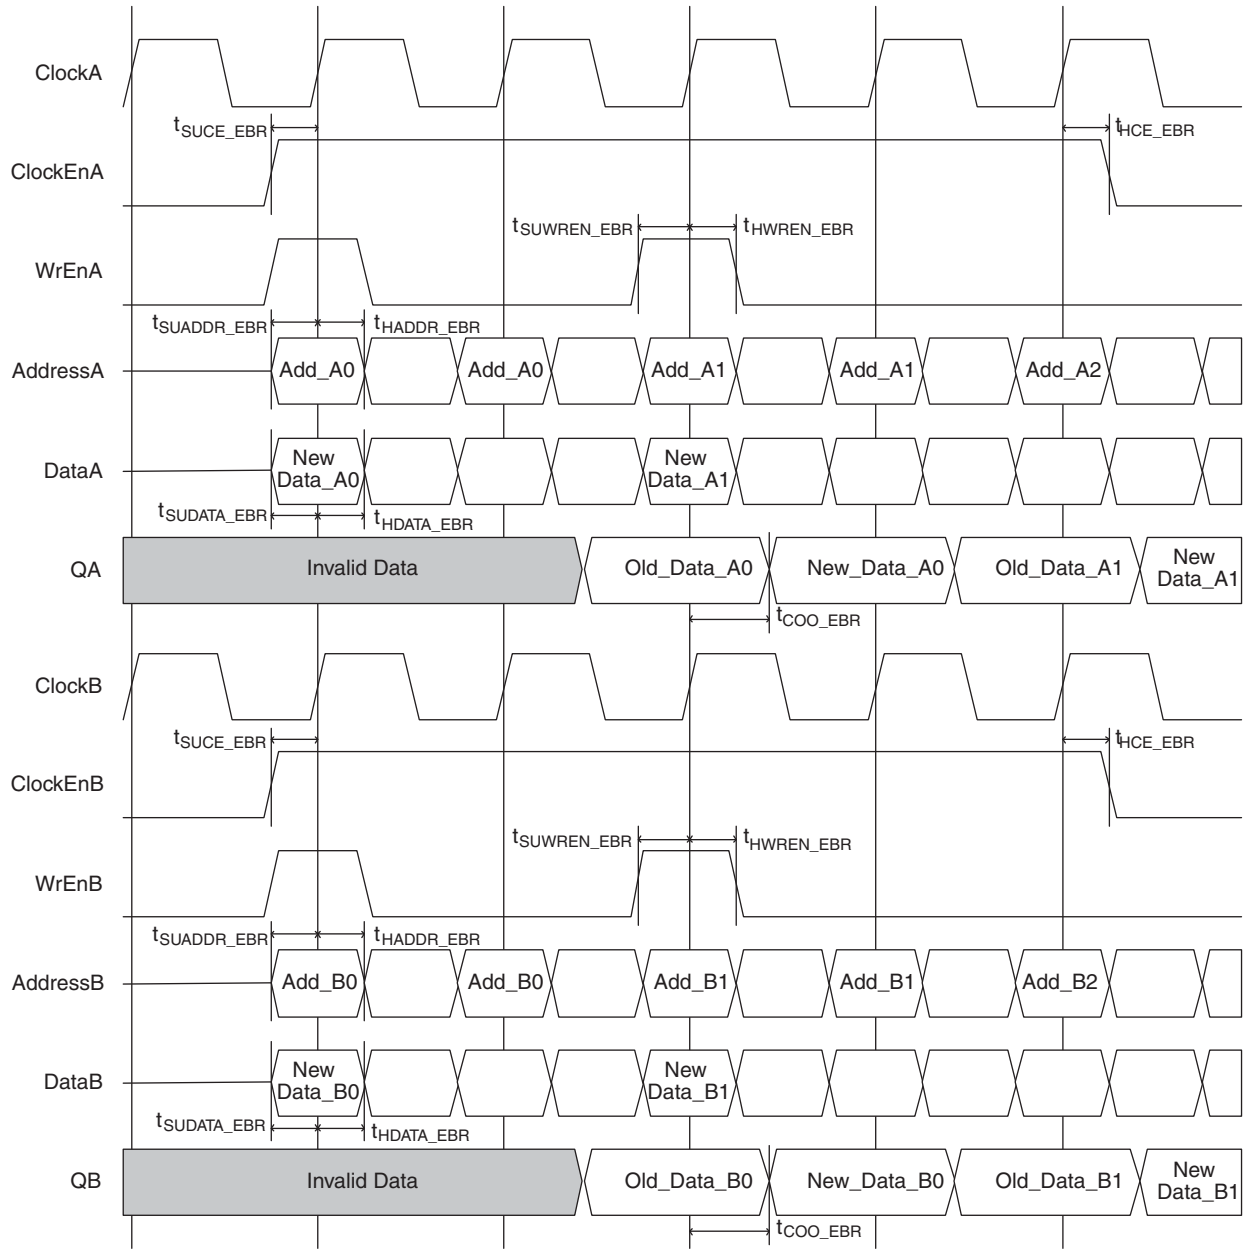 ClockA
tSUCE_EBR
tHCE_EBR
ClockEnA
tSUWREN_EBR
tHWREN_EBR
WrEnA
tSUADDR_EBR
tHADDR_EBR
AddressA
Add_A0
Add_A0
Add_A1
Add_A1
Add_A2
DataA
New
Data_A0
New
Data_A1
tSUDATA_EBR
tHDATA_EBR
QA
Invalid Data
Old_Data_A0
New_Data_A0
Old_Data_A1
New
Data_A1
tCOO_EBR
ClockB
tSUCE_EBR
tHCE_EBR
ClockEnB
tSUWREN_EBR
tHWREN_EBR
WrEnB
tSUADDR_EBR
tHADDR_EBR
AddressB
Add_B0
Add_B0
Add_B1
Add_B1
Add_B2
DataB
New
Data_B0
New
Data_B1
tSUDATA_EBR
tHDATA_EBR
QB
Invalid Data
Old_Data_B0
New_Data_B0
Old_Data_B1
New
Data_B1
tCOO_EBR